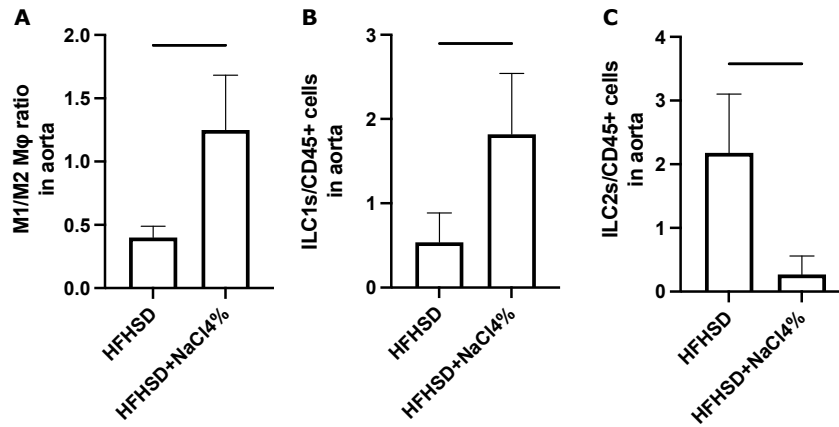 A
M1/M2 Mφ ratio
in aorta
2.0
1.5
1.0
0.5
0.0
HFHSD
HFHSD+NaCl4%
B
ILC1s/CD45+ cells
in aorta
3
2
1
0
HFHSD
HFHSD+NaCl4%
C
ILC2s/CD45+ cells
in aorta
4
3
2
1
0
HFHSD
HFHSD+NaCl4%